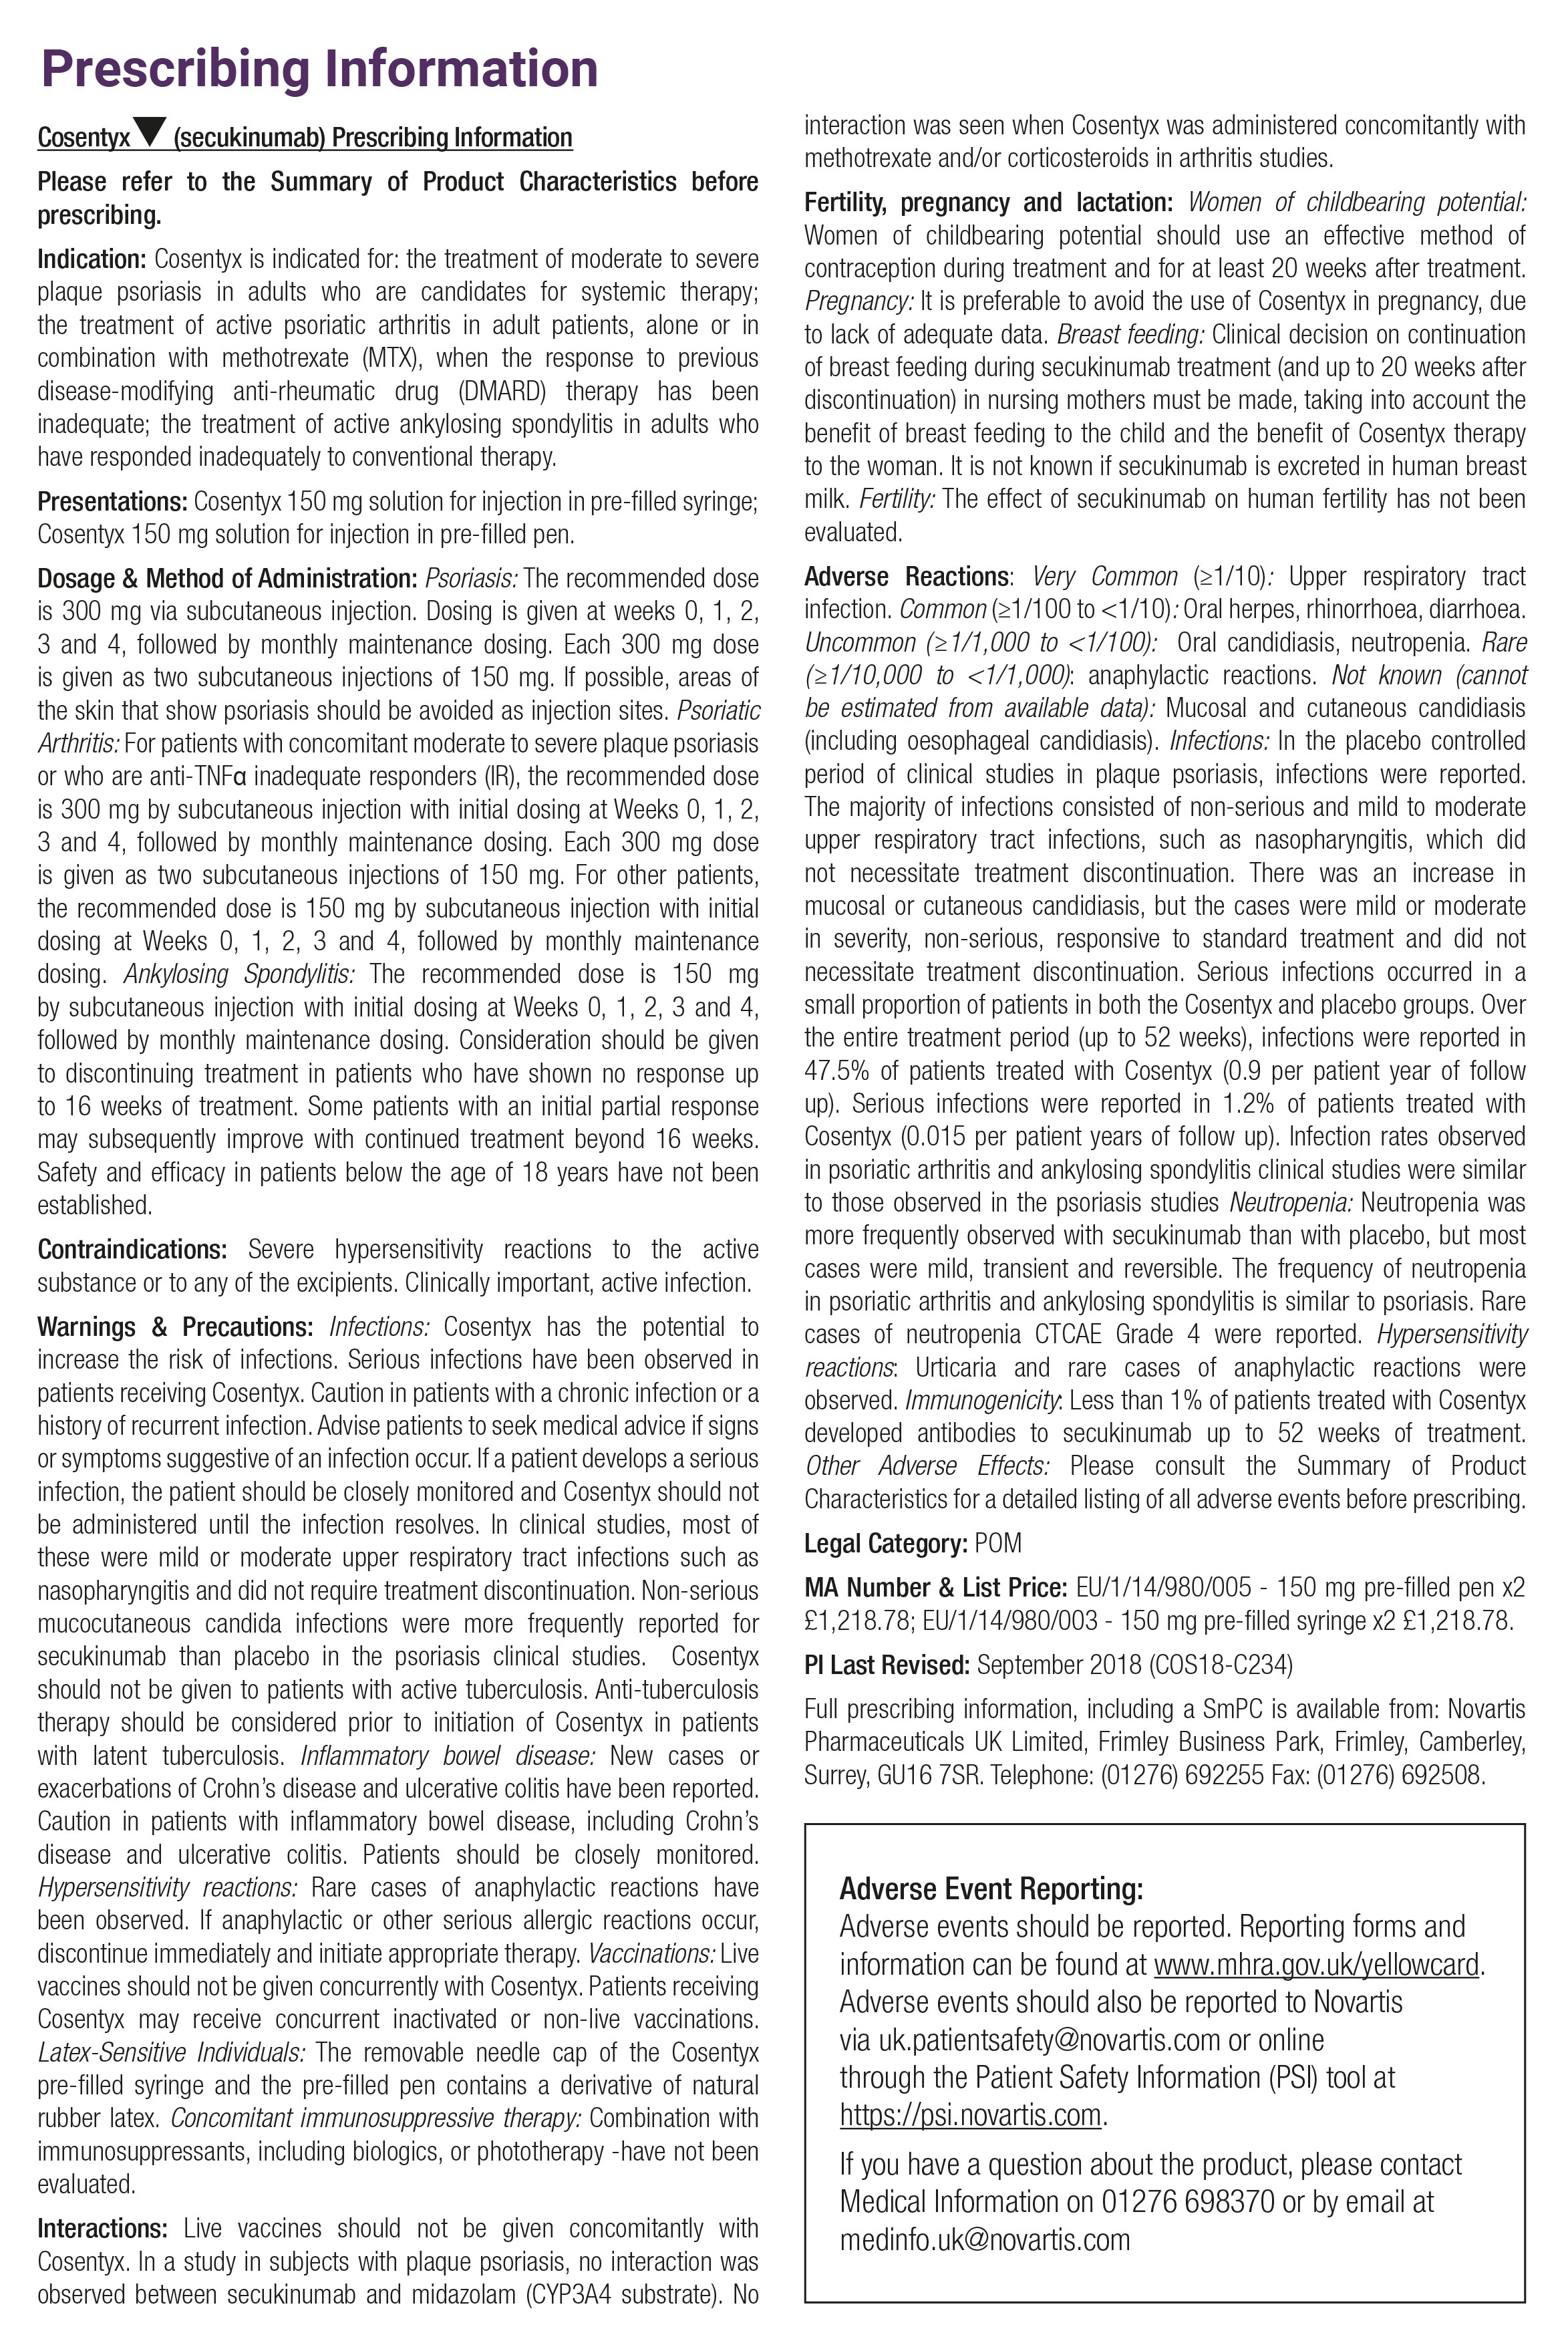 Prescribing Information
Cosentyx▼ (secukinumab) Prescribing Information
Please refer to the Summary of Product Characteristics before
prescribing.
Indication: Cosentyx is indicated for: the treatment of moderate to severe
plaque psoriasis in adults who are candidates for systemic therapy;
the treatment of active psoriatic arthritis in adult patients, alone or in
combination with methotrexate (MTX), when the response to previous
disease-modifying anti-rheumatic drug (DMARD) therapy has been
inadequate; the treatment of active ankylosing spondylitis in adults who
have responded inadequately to conventional therapy.
Presentations: Cosentyx 150 mg solution for injection in pre-filled syringe;
Cosentyx 150 mg solution for injection in pre-filled pen.
Dosage & Method of Administration: Psoriasis: The recommended dose
is 300 mg via subcutaneous injection. Dosing is given at weeks 0, 1, 2,
3 and 4, followed by monthly maintenance dosing. Each 300 mg dose
is given as two subcutaneous injections of 150 mg. If possible, areas of
the skin that show psoriasis should be avoided as injection sites. Psoriatic
Arthritis: For patients with concomitant moderate to severe plaque psoriasis
or who are anti-TNFα inadequate responders (IR), the recommended dose
is 300 mg by subcutaneous injection with initial dosing at Weeks 0, 1, 2,
3 and 4, followed by monthly maintenance dosing. Each 300 mg dose
is given as two subcutaneous injections of 150 mg. For other patients,
the recommended dose is 150 mg by subcutaneous injection with initial
dosing at Weeks 0, 1, 2, 3 and 4, followed by monthly maintenance
dosing. Ankylosing Spondylitis: The recommended dose is 150 mg
by subcutaneous injection with initial dosing at Weeks 0, 1, 2, 3 and 4,
followed by monthly maintenance dosing. Consideration should be given
to discontinuing treatment in patients who have shown no response up
to 16 weeks of treatment. Some patients with an initial partial response
may subsequently improve with continued treatment beyond 16 weeks.
Safety and efficacy in patients below the age of 18 years have not been
established.
Contraindications: Severe hypersensitivity reactions to the active
substance or to any of the excipients. Clinically important, active infection.
Warnings & Precautions: Infections: Cosentyx has the potential to
increase the risk of infections. Serious infections have been observed in
patients receiving Cosentyx. Caution in patients with a chronic infection or a
history of recurrent infection. Advise patients to seek medical advice if signs
or symptoms suggestive of an infection occur. If a patient develops a serious
infection, the patient should be closely monitored and Cosentyx should not
be administered until the infection resolves. In clinical studies, most of
these were mild or moderate upper respiratory tract infections such as
nasopharyngitis and did not require treatment discontinuation. Non-serious
mucocutaneous candida infections were more frequently reported for
secukinumab than placebo in the psoriasis clinical studies. Cosentyx
should not be given to patients with active tuberculosis. Anti-tuberculosis
therapy should be considered prior to initiation of Cosentyx in patients
with latent tuberculosis. Inflammatory bowel disease: New cases or
exacerbations of Crohn's disease and ulcerative colitis have been reported.
Caution in patients with inflammatory bowel disease, including Crohn's
disease and ulcerative colitis. Patients should be closely monitored.
Hypersensitivity reactions: Rare cases of anaphylactic reactions have
been observed. If anaphylactic or other serious allergic reactions occur,
discontinue immediately and initiate appropriate therapy. Vaccinations: Live
vaccines should not be given concurrently with Cosentyx. Patients receiving
Cosentyx may receive concurrent inactivated or non-live vaccinations.
Latex-Sensitive Individuals: The removable needle cap of the Cosentyx
pre-filled syringe and the pre-filled pen contains a derivative of natural
rubber latex. Concomitant immunosuppressive therapy: Combination with
immunosuppressants, including biologics, or phototherapy -have not been
evaluated.
Interactions: Live vaccines should not be given concomitantly with
Cosentyx. In a study in subjects with plaque psoriasis, no interaction was
observed between secukinumab and midazolam (CYP3A4 substrate). No
interaction was seen when Cosentyx was administered concomitantly with
methotrexate and/or corticosteroids in arthritis studies.
Fertility, pregnancy and lactation: Women of childbearing potential:
Women of childbearing potential should use an effective method of
contraception during treatment and for at least 20 weeks after treatment.
Pregnancy: It is preferable to avoid the use of Cosentyx in pregnancy, due
to lack of adequate data. Breast feeding: Clinical decision on continuation
of breast feeding during secukinumab treatment (and up to 20 weeks after
discontinuation) in nursing mothers must be made, taking into account the
benefit of breast feeding to the child and the benefit of Cosentyx therapy
to the woman. It is not known if secukinumab is excreted in human breast
milk. Fertility: The effect of secukinumab on human fertility has not been
evaluated.
Adverse Reactions: Very Common (≥1/10): Upper respiratory tract
infection. Common (≥1/100 to <1/10): Oral herpes, rhinorrhoea, diarrhoea.
Uncommon (≥1/1,000 to <1/100): Oral candidiasis, neutropenia. Rare
(≥1/10,000 to <1/1,000): anaphylactic reactions. Not known (cannot
be estimated from available data): Mucosal and cutaneous candidiasis
(including oesophageal candidiasis). Infections: In the placebo controlled
period of clinical studies in plaque psoriasis, infections were reported.
The majority of infections consisted of non-serious and mild to moderate
upper respiratory tract infections, such as nasopharyngitis, which did
not necessitate treatment discontinuation. There was an increase in
mucosal or cutaneous candidiasis, but the cases were mild or moderate
in severity, non-serious, responsive to standard treatment and did not
necessitate treatment discontinuation. Serious infections occurred in a
small proportion of patients in both the Cosentyx and placebo groups. Over
the entire treatment period (up to 52 weeks), infections were reported in
47.5% of patients treated with Cosentyx (0.9 per patient year of follow
up). Serious infections were reported in 1.2% of patients treated with
Cosentyx (0.015 per patient years of follow up). Infection rates observed
in psoriatic arthritis and ankylosing spondylitis clinical studies were similar
to those observed in the psoriasis studies Neutropenia: Neutropenia was
more frequently observed with secukinumab than with placebo, but most
cases were mild, transient and reversible. The frequency of neutropenia
in psoriatic arthritis and ankylosing spondylitis is similar to psoriasis. Rare
cases of neutropenia CTCAE Grade 4 were reported. Hypersensitivity
reactions: Urticaria and rare cases of anaphylactic reactions were
observed. Immunogenicity: Less than 1% of patients treated with Cosentyx
developed antibodies to secukinumab up to 52 weeks of treatment.
Other Adverse Effects: Please consult the Summary of Product
Characteristics for a detailed listing of all adverse events before prescribing.
Legal Category: POM
MA Number & List Price: EU/1/14/980/005 - 150 mg pre-filled pen x2
£1,218.78; EU/1/14/980/003 - 150 mg pre-filled syringe x2 £1,218.78.
PI Last Revised: September 2018 (COS18-C234)
Full prescribing information, including a SmPC is available from: Novartis
Pharmaceuticals UK Limited, Frimley Business Park, Frimley, Camberley,
Surrey, GU16 7SR. Telephone: (01276) 692255 Fax: (01276) 692508.
Adverse Event Reporting:
Adverse events should be reported. Reporting forms and
information can be found at www.mhra.gov.uk/yellowcard.
Adverse events should also be reported to Novartis
via uk.patientsafety@novartis.com or online
through the Patient Safety Information (PSI) tool at
https://psi.novartis.com.
If you have a question about the product, please contact
Medical Information on 01276 698370 or by email at
medinfo.uk@novartis.com